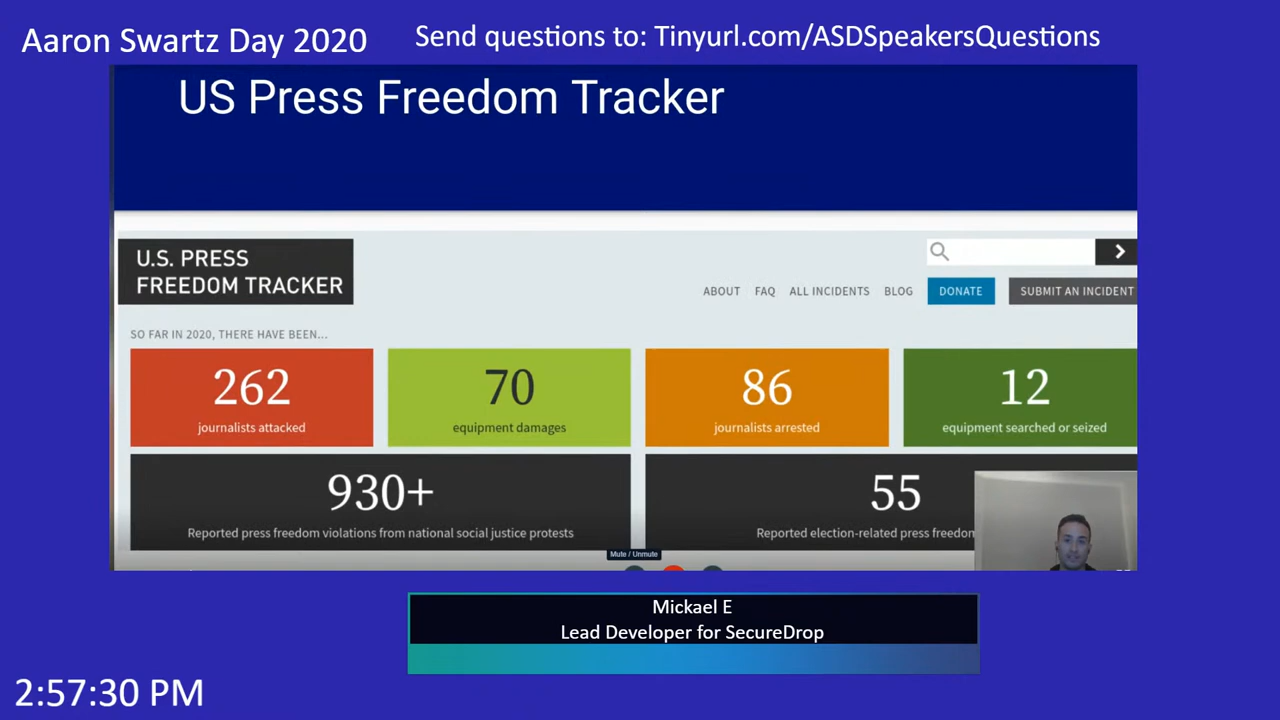 Aaron Swartz Day 2020
Send questions to: Tinyurl.com/ASDSpeakersQuestions
US Press Freedom Tracker
U.S. PRESS
FREEDOM TRACKER
ABOUT FAQ ALL INCIDENTS BLOG DONATE SUBMIT AN INCIDENT
SO FAR IN 2020, THERE HAVE BEEN...
262
journalists attacked
70
equipment damages
86
journalists arrested
12
equipment searched or seized
930+
Reported press freedom violations from national social justice protests
55
Reported election-related press freedom
Mute / Unmute
Mickael E
Lead Developer for SecureDrop
2:57:30 PM